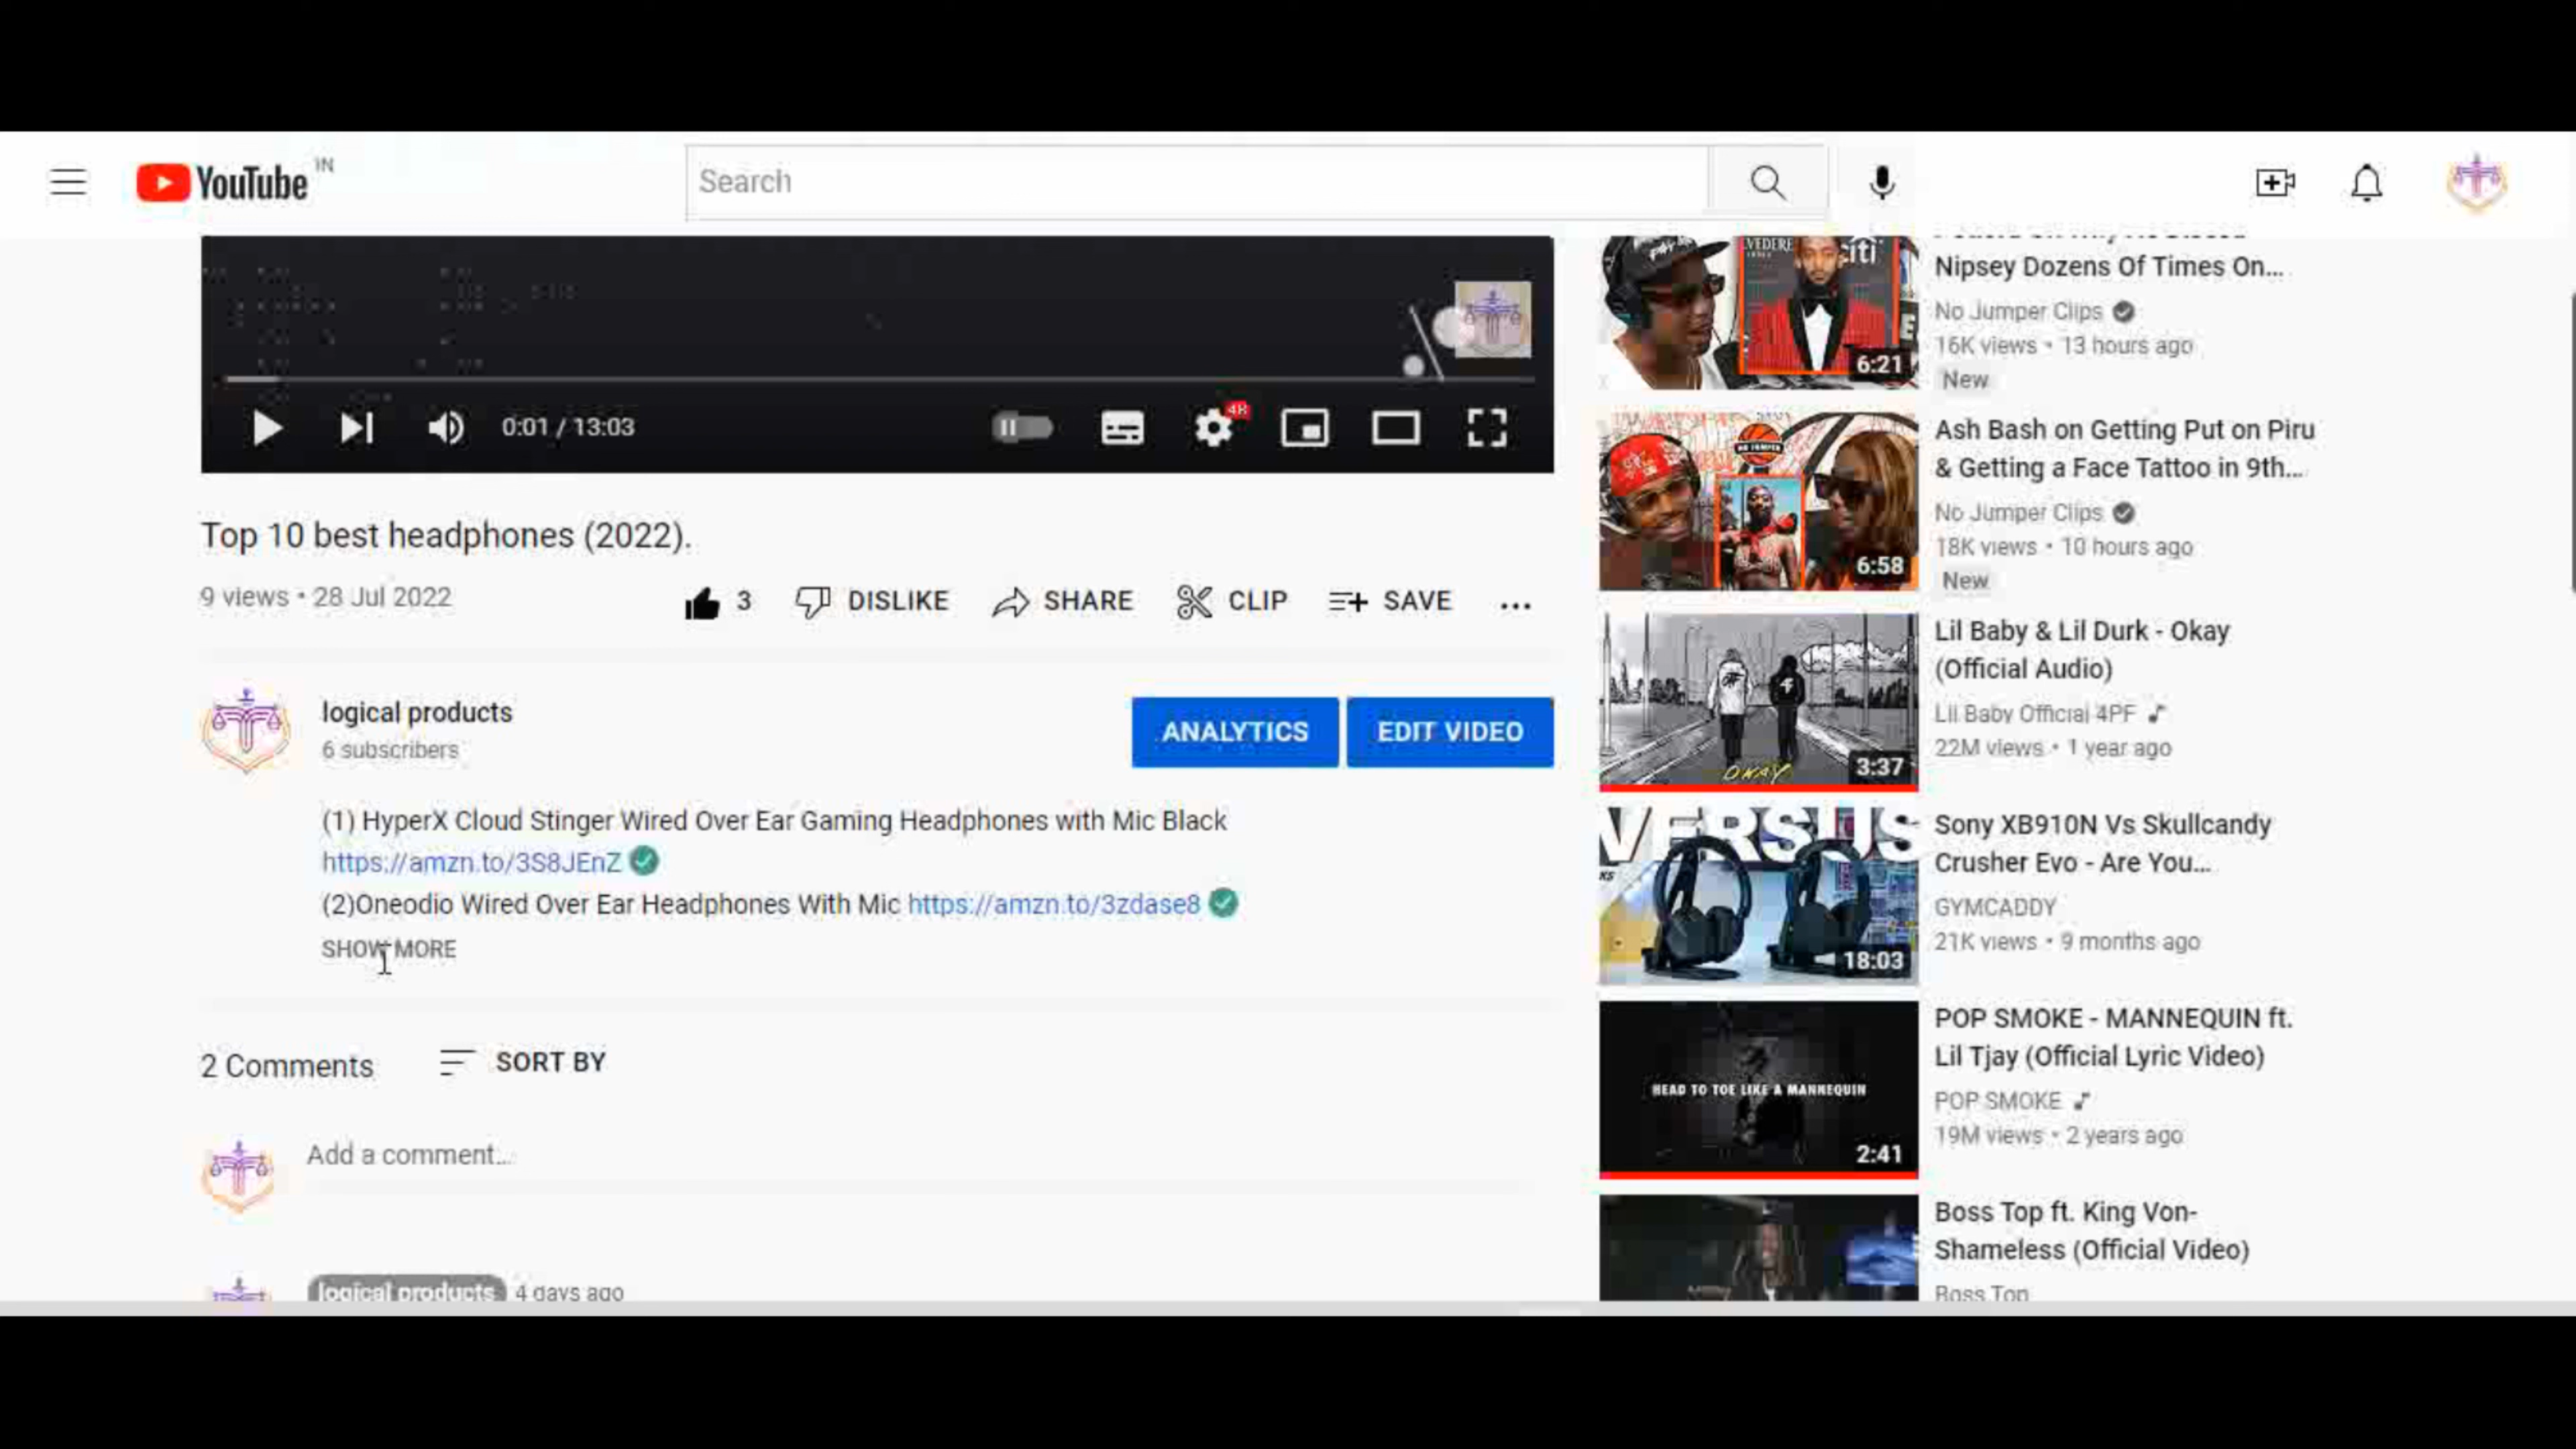 YouTube IN
Search
0:01 / 13:03
Top 10 best headphones (2022).
9 views • 28 Jul 2022
3
DISLIKE
SHARE
CLIP
SAVE
logical products
6 subscribers
ANALYTICS
EDIT VIDEO
(1) HyperX Cloud Stinger Wired Over Ear Gaming Headphones with Mic Black
https://amzn.to/3S8JEnZ
(2)Oneodio Wired Over Ear Headphones With Mic https://amzn.to/3zdase8
SHOW MORE
2 Comments
SORT BY
Add a comment...
logical products 4 days ago
VEDERE
citi
6:21
Nipsey Dozens Of Times On...
No Jumper Clips
16K views • 13 hours ago
New
6:58
Ash Bash on Getting Put on Piru
& Getting a Face Tattoo in 9th...
No Jumper Clips
18K views • 10 hours ago
New
OKAY
3:37
Lil Baby & Lil Durk - Okay
(Official Audio)
Lil Baby Official 4PF
22M views • 1 year ago
VERSUS
18:03
Sony XB910N Vs Skullcandy
Crusher Evo - Are You...
GYMCADDY
21K views • 9 months ago
HEAD TO TOE LIKE A MANNEQUIN
2:41
POP SMOKE - MANNEQUIN ft.
Lil Tjay (Official Lyric Video)
POP SMOKE
19M views • 2 years ago
Boss Top ft. King Von-
Shameless (Official Video)
Boss Top